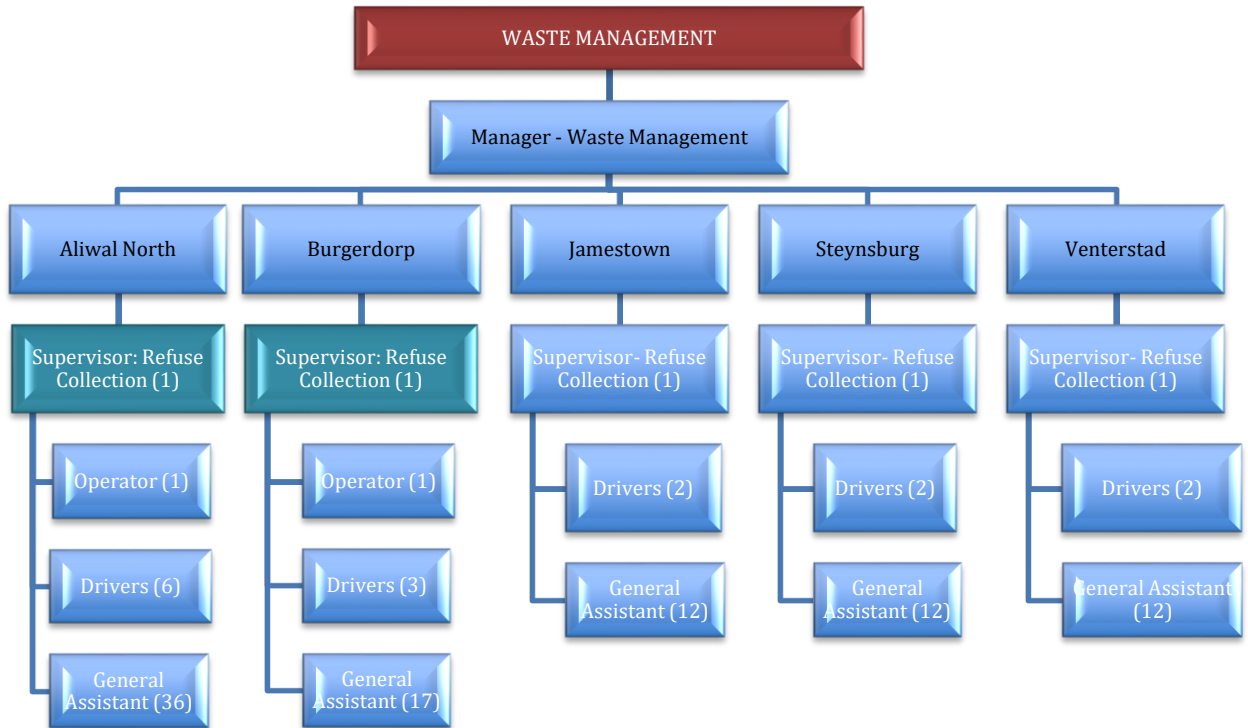 WASTE MANAGEMENT
Manager - Waste Management
Aliwal North
Burgerdorp
Jamestown
Steynsburg
Venterstad
Supervisor: Refuse
Collection (1)
Supervisor: Refuse
Collection (1)
Supervisor- Refuse
Collection (1)
Supervisor- Refuse
Collection (1)
Supervisor- Refuse
Collection (1)
Operator (1)
Operator (1)
Drivers (2)
Drivers (2)
Drivers (2)
Drivers (6)
Drivers (3)
General
Assistant (12)
General
Assistant (12)
General Assistant
(12)
General
Assistant (36)
General
Assistant (17)